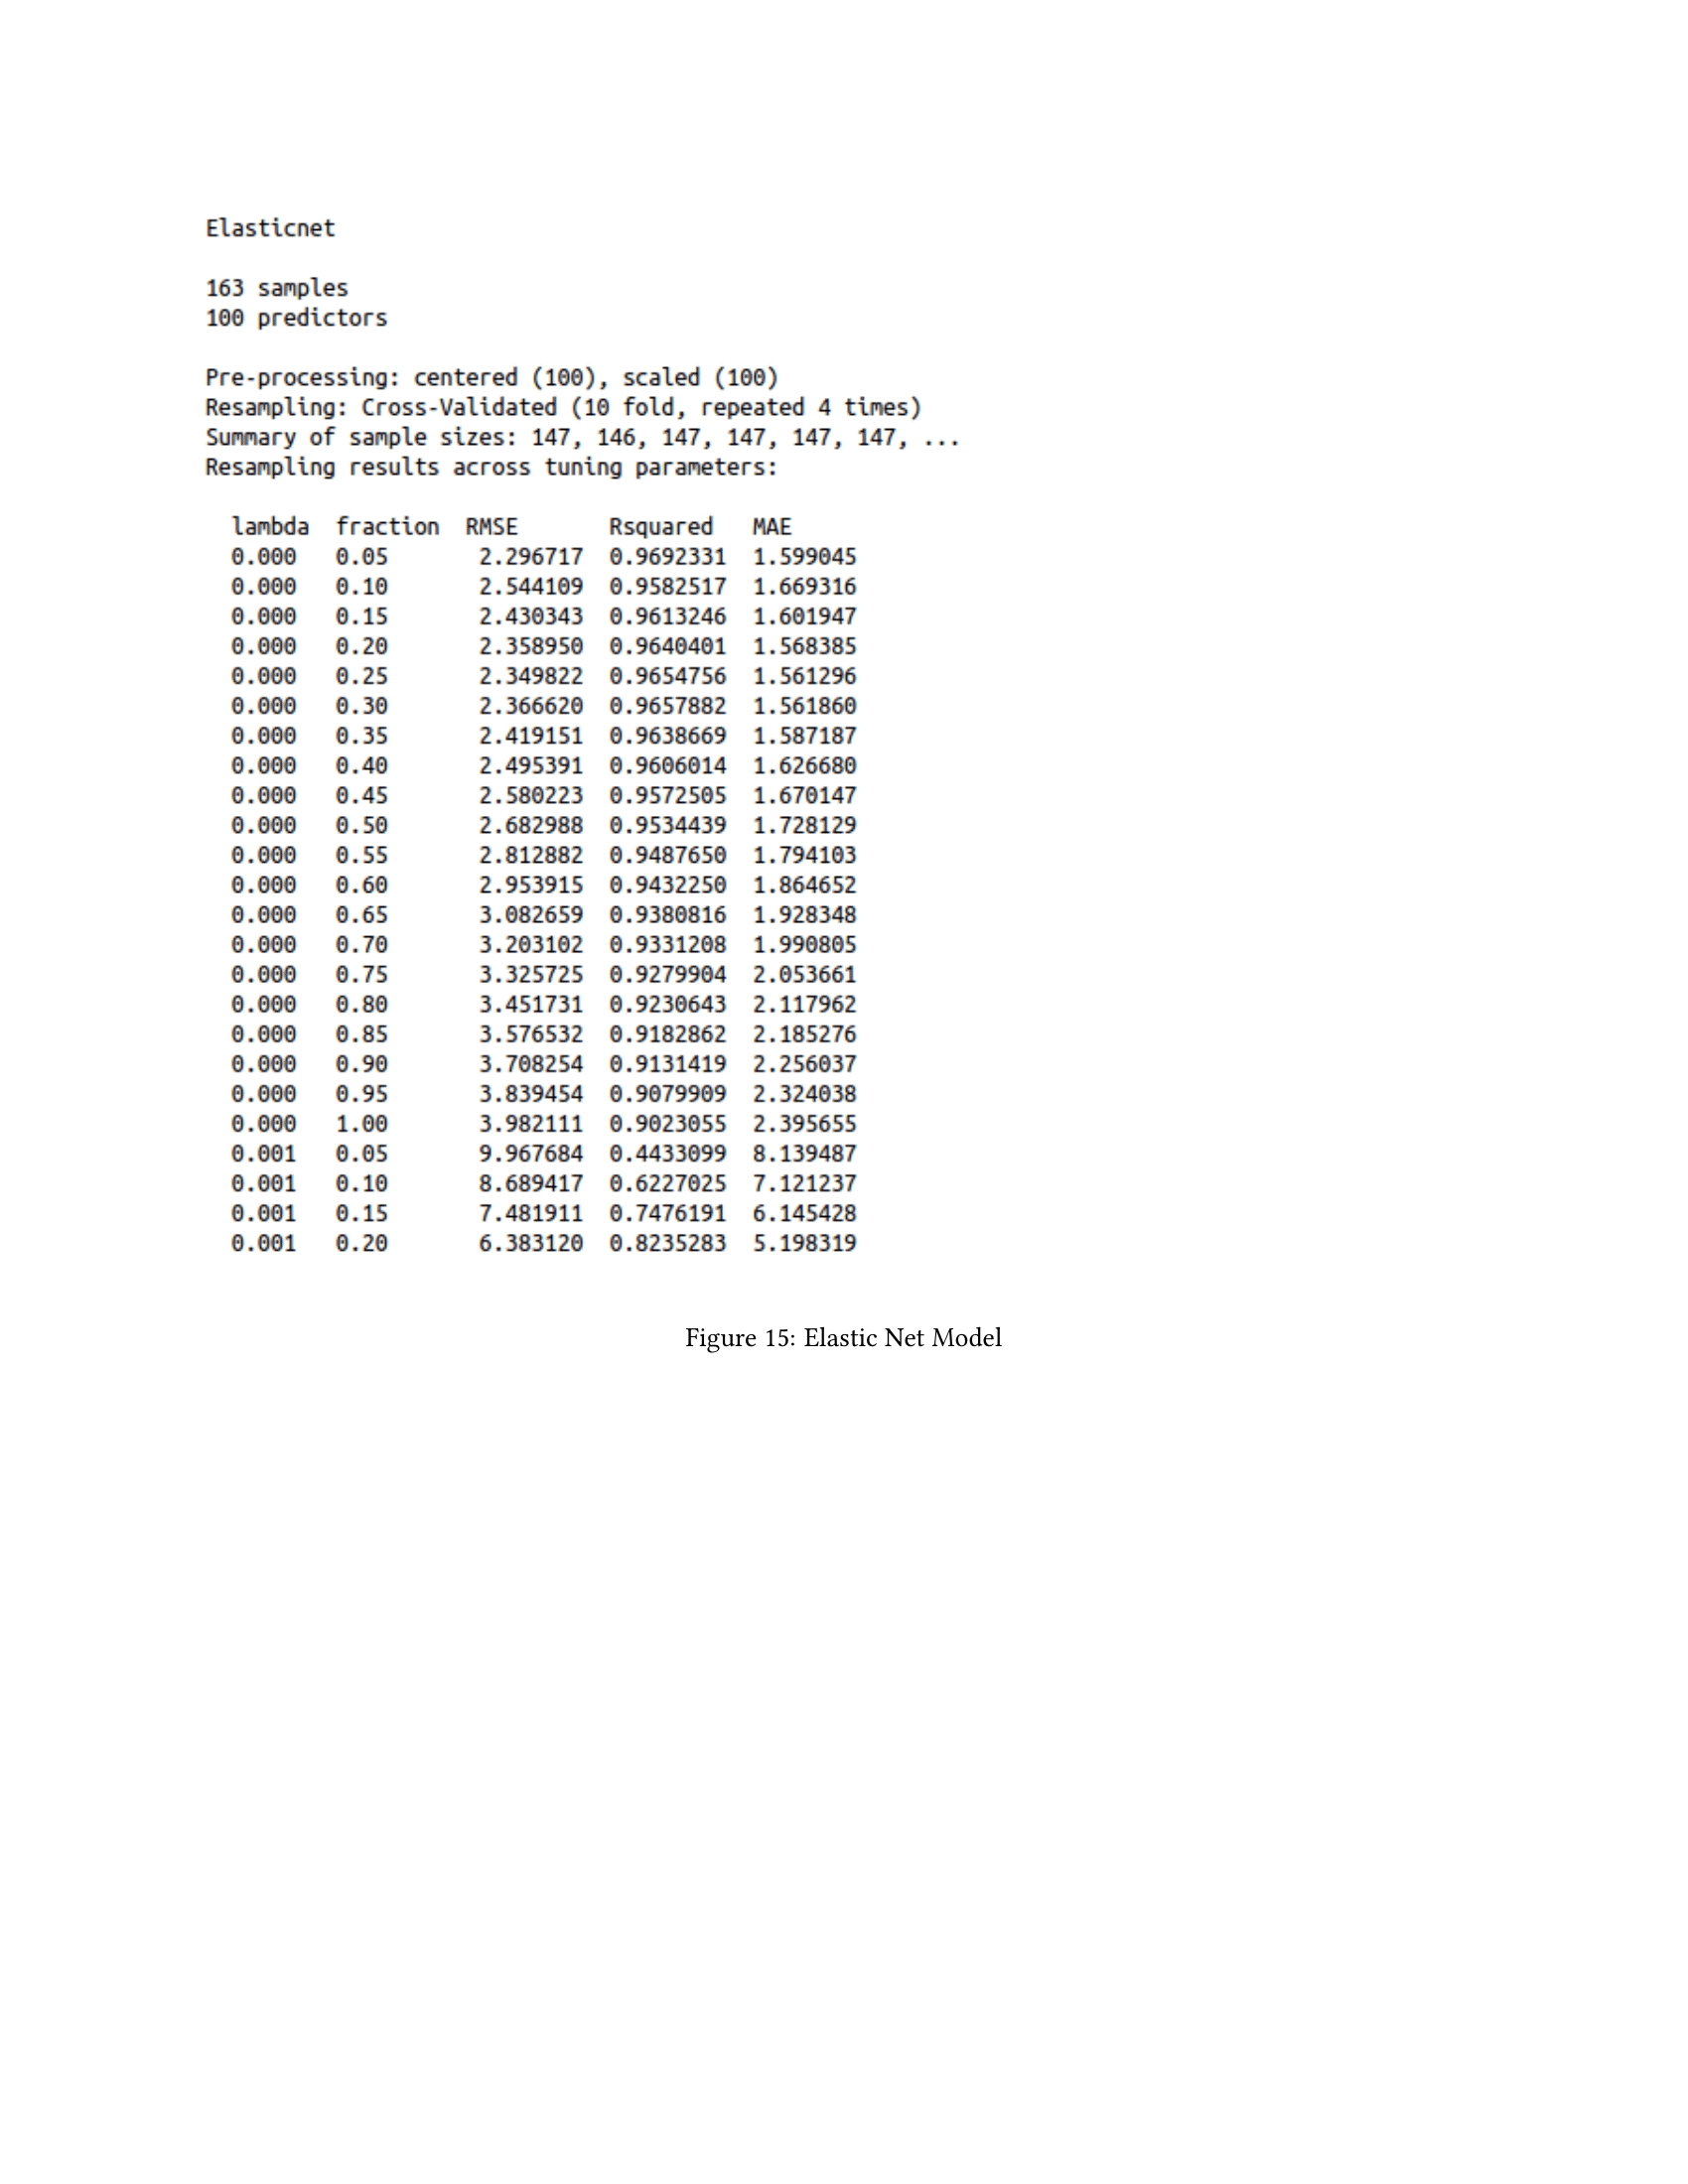 Elasticnet
163 samples
100 predictors
Pre-processing: centered (100), scaled (100)
Resampling: Cross-Validated (10 fold, repeated 4 times)
Summary of sample sizes: 147, 146, 147, 147, 147, 147, ...
Resampling results across tuning parameters:
lambda fraction RMSE Rsquared MAE
0.000 0.05 2.296717 0.9692331 1.599045
0.000 0.10 2.544109 0.9582517 1.669316
0.000 0.15 2.430343 0.9613246 1.601947
0.000 0.20 2.358950 0.9640401 1.568385
0.000 0.25 2.349822 0.9654756 1.561296
0.000 0.30 2.366620 0.9657882 1.561860
0.000 0.35 2.419151 0.9638669 1.587187
0.000 0.40 2.495391 0.9606014 1.626680
0.000 0.45 2.580223 0.9572505 1.670147
0.000 0.50 2.682988 0.9534439 1.728129
0.000 0.55 2.812882 0.9487650 1.794103
0.000 0.60 2.953915 0.9432250 1.864652
0.000 0.65 3.082659 0.9380816 1.928348
0.000 0.70 3.203102 0.9331208 1.990805
0.000 0.75 3.325725 0.9279904 2.053661
0.000 0.80 3.451731 0.9230643 2.117962
0.000 0.85 3.576532 0.9182862 2.185276
0.000 0.90 3.708254 0.9131419 2.256037
0.000 0.95 3.839454 0.9079909 2.324038
0.000 1.00 3.982111 0.9023055 2.395655
0.001 0.05 9.967684 0.4433099 8.139487
0.001 0.10 8.689417 0.6227025 7.121237
0.001 0.15 7.481911 0.7476191 6.145428
0.001 0.20 6.383120 0.8235283 5.198319
Figure 15: Elastic Net Model